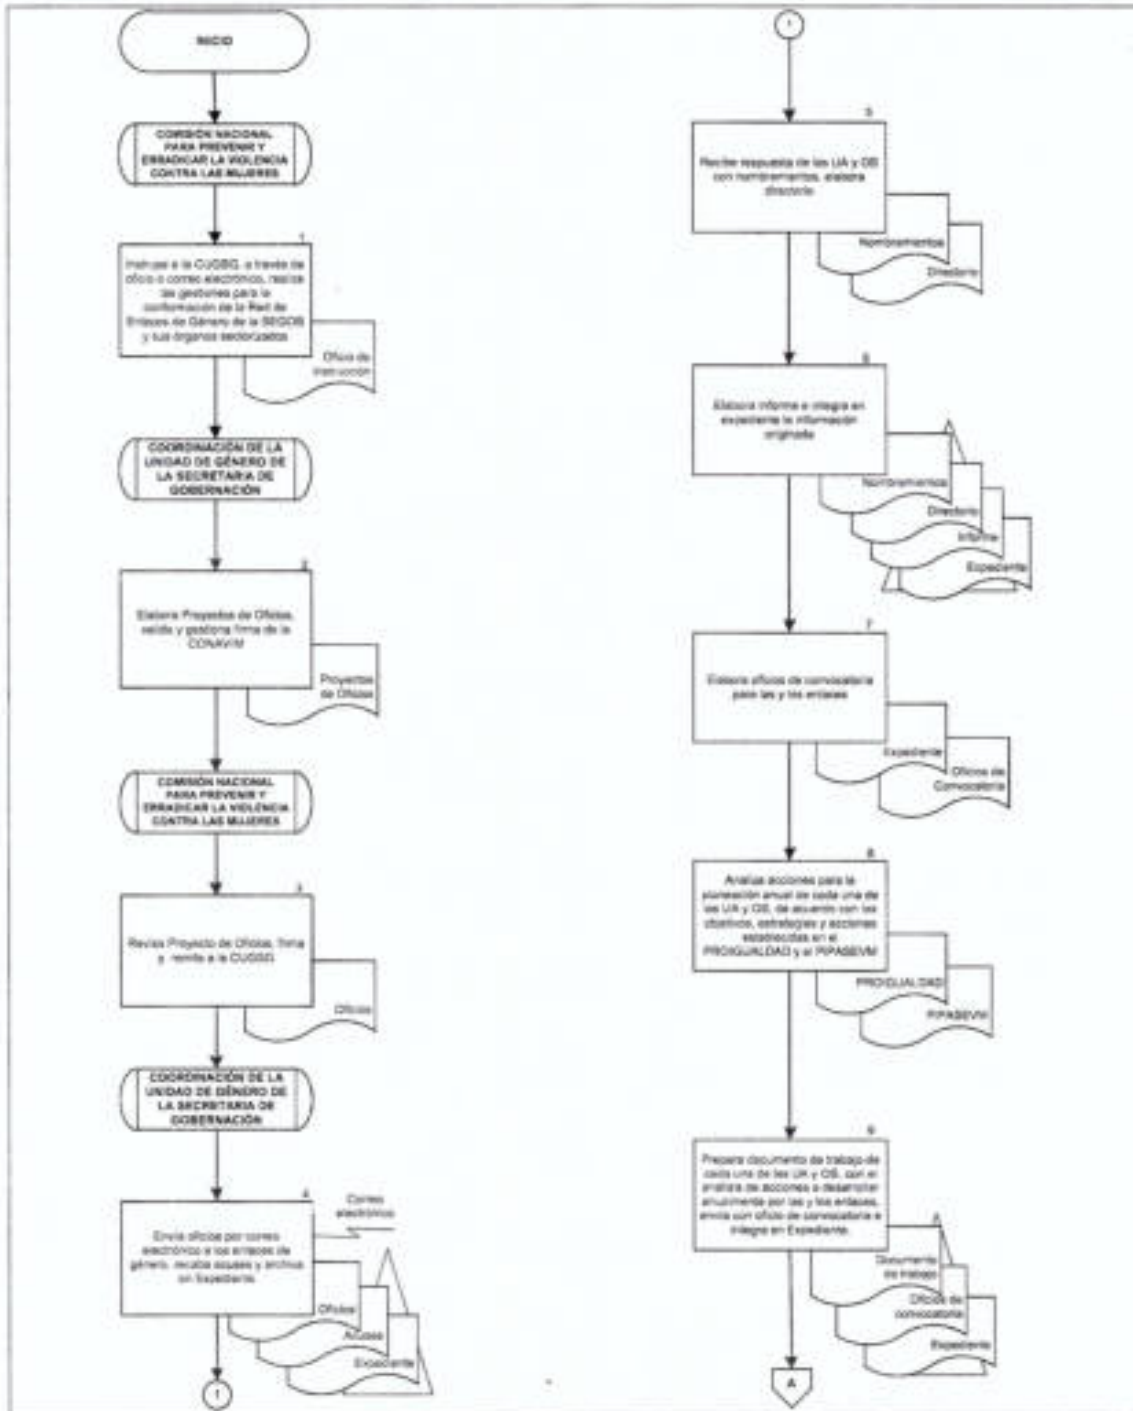 INICIO
COMISIÓN NACIONAL
PARA PREVENIR Y
ERRADICAR LA VIOLENCIA
CONTRA LAS MUJERES
1
Instruye a la CUGSG, a través de
oficio o correo electrónico, realice
las gestiones para la
conformación de la Red de
Enlaces de Género de la SEGOB
y sus órganos sectorizados
Oficio de
Instrucción
COORDINACIÓN DE LA
UNIDAD DE GÉNERO DE
LA SECRETARIA DE
GOBERNACIÓN
2
Elabora Proyectos de Oficios,
valida y gestiona firma de la
CONAVIM
Proyectos
de Oficios
COMISIÓN NACIONAL
PARA PREVENIR Y
ERRADICAR LA VIOLENCIA
CONTRA LAS MUJERES
3
Revisa Proyecto de Oficios, firma
y remite a la CUGSG
Oficios
COORDINACIÓN DE LA
UNIDAD DE GÉNERO DE
LA SECRETARIA DE
GOBERNACIÓN
4
Envía oficios por correo
electrónico a los enlaces de
género, recaba acuses y archiva
en Expediente
Correo
electrónico
Oficios
Acuses
Expediente
1
1
5
Recibe respuesta de las UA y OS
con nombramientos, elabora
directorio
Nombramientos
Directorio
6
Elabora informe e integra en
expediente la información
originada
Nombramientos
Directorio
Informe
Expediente
7
Elabora oficios de convocatoria
para las y los enlaces
Expediente
Oficios de
Convocatoria
8
Analiza acciones para la
planeación anual de cada una de
las UA y OS, de acuerdo con los
objetivos, estrategias y acciones
establecidas en el
PROIGUALDAD y el PIPASEVM
PROIGUALDAD
PIPASEVM
9
Prepara documento de trabajo de
cada una de las UA y OS, con el
análisis de acciones a desarrollar
anualmente por las y los enlaces,
envía con oficio de convocatoria e
integra en Expediente.
Documento
de trabajo
Oficios de
convocatoria
Expediente
A